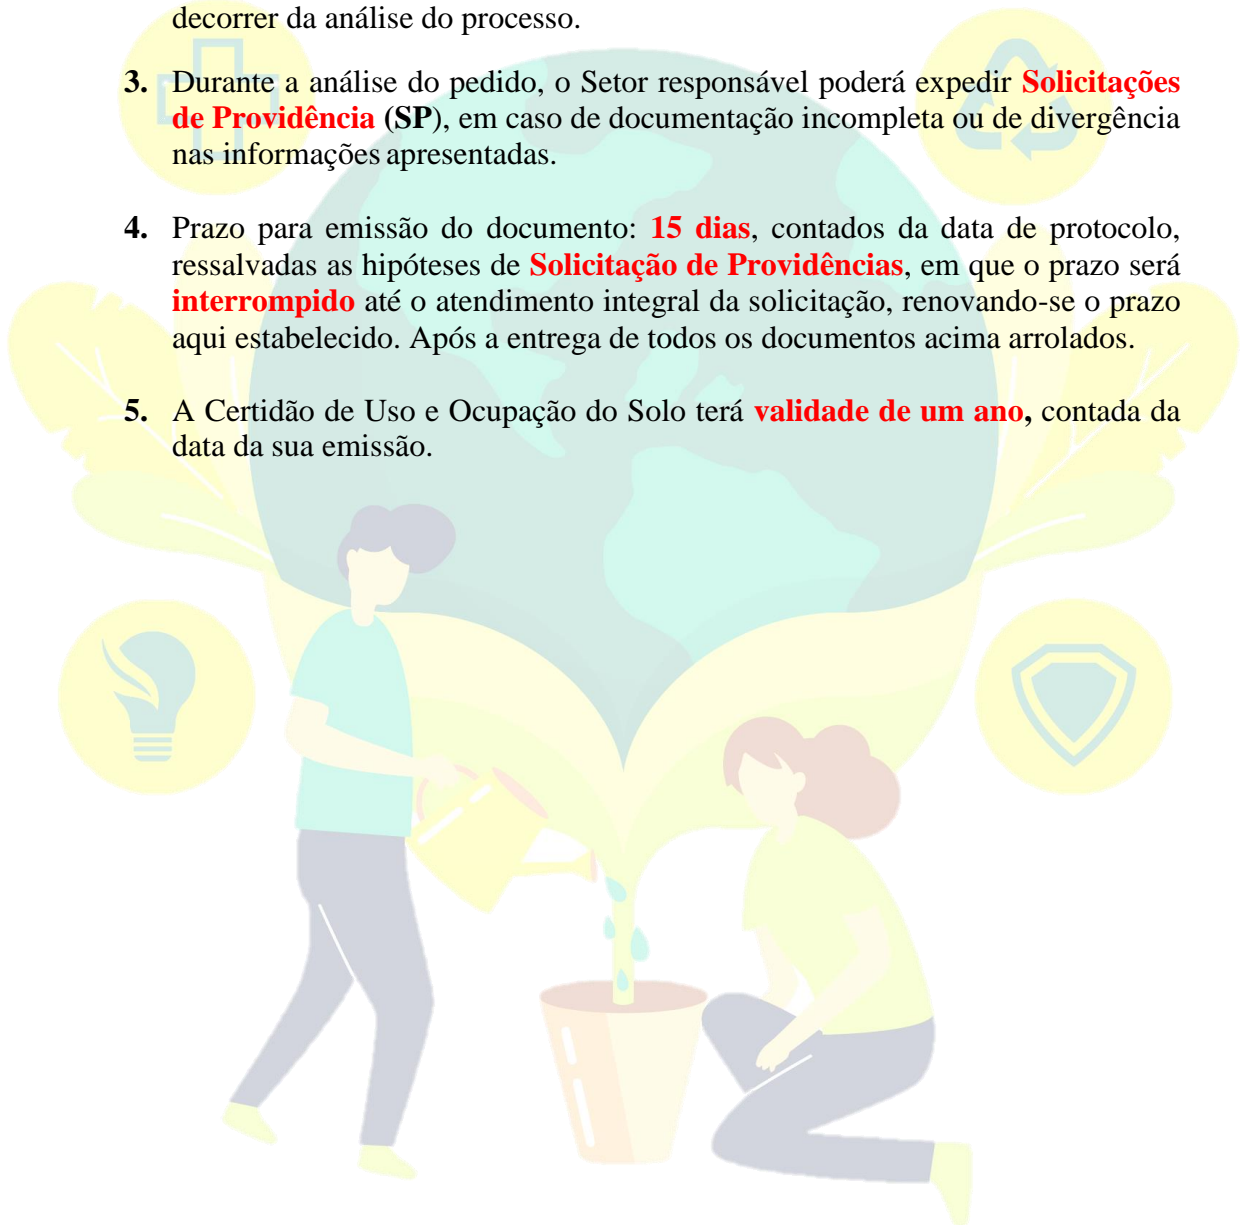 decorrer da análise do processo.
3. Durante a análise do pedido, o Setor responsável poderá expedir Solicitações
de Providência (SP), em caso de documentação incompleta ou de divergência
nas informações apresentadas.
4. Prazo para emissão do documento: 15 dias, contados da data de protocolo,
ressalvadas as hipóteses de Solicitação de Providências, em que o prazo será
interrompido até o atendimento integral da solicitação, renovando-se o prazo
aqui estabelecido. Após a entrega de todos os documentos acima arrolados.
5. A Certidão de Uso e Ocupação do Solo terá validade de um ano, contada da
data da sua emissão.